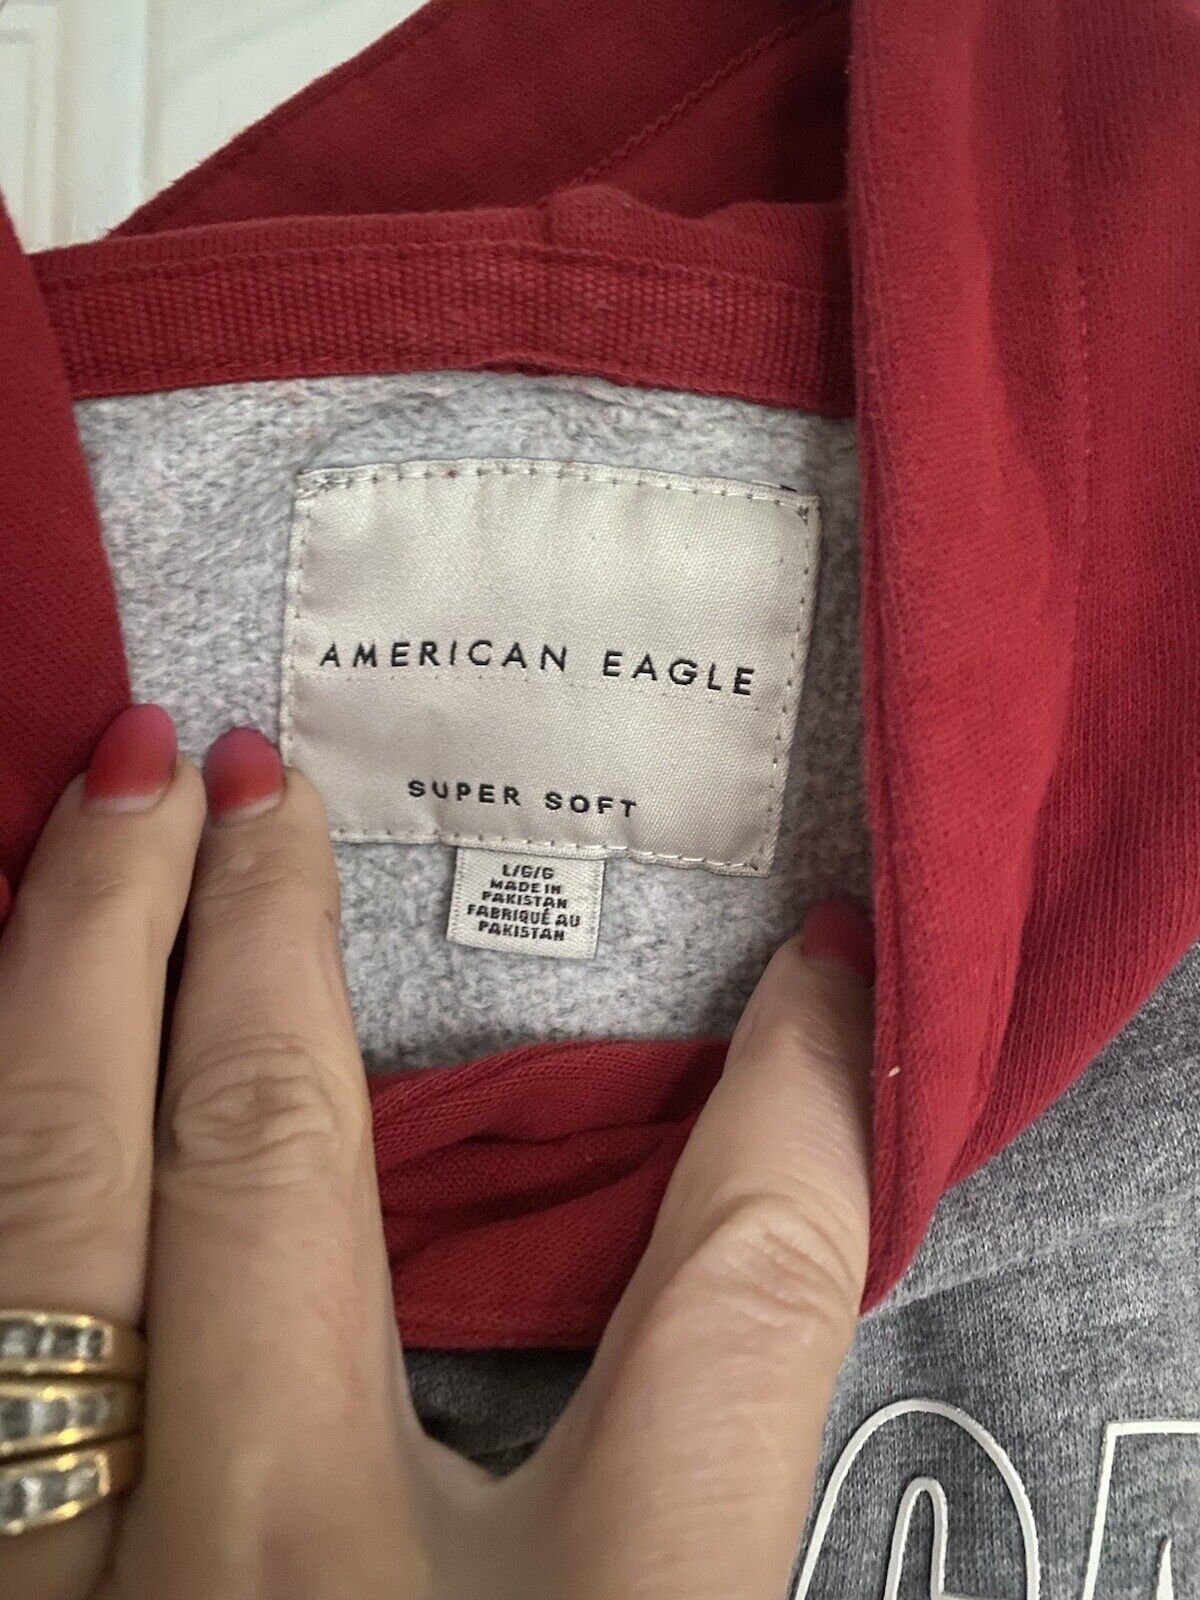 AMERICAN EAGLE
SUPER SOFT
L/G/G
MADE IN
PAKISTAN
FABRIQUÉ AU
PAKISTAN